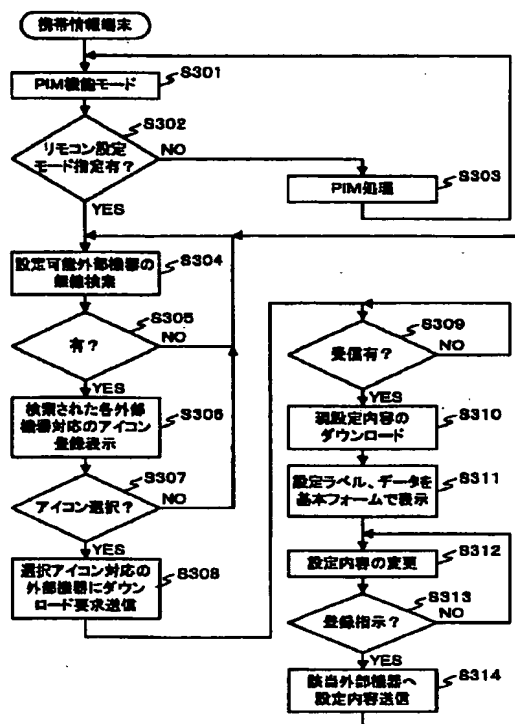 携帯情報端末
PIM機能モード
S301
S302
リモコン設定
モード指定有?
NO
YES
PIM処理
S303
設定可能外部機器の
無線検索
S304
S305
有?
NO
YES
検索された各外部
機器対応のアイコン
登録表示
S306
S307
アイコン選択?
NO
YES
選択アイコン対応の
外部機器にダウン
ロード要求送信
S308
S309
受信有?
NO
YES
現設定内容の
ダウンロード
S310
設定ラベル、データを
基本フォームで表示
S311
設定内容の変更
S312
S313
登録指示?
NO
YES
該当外部機器へ
設定内容送信
S314